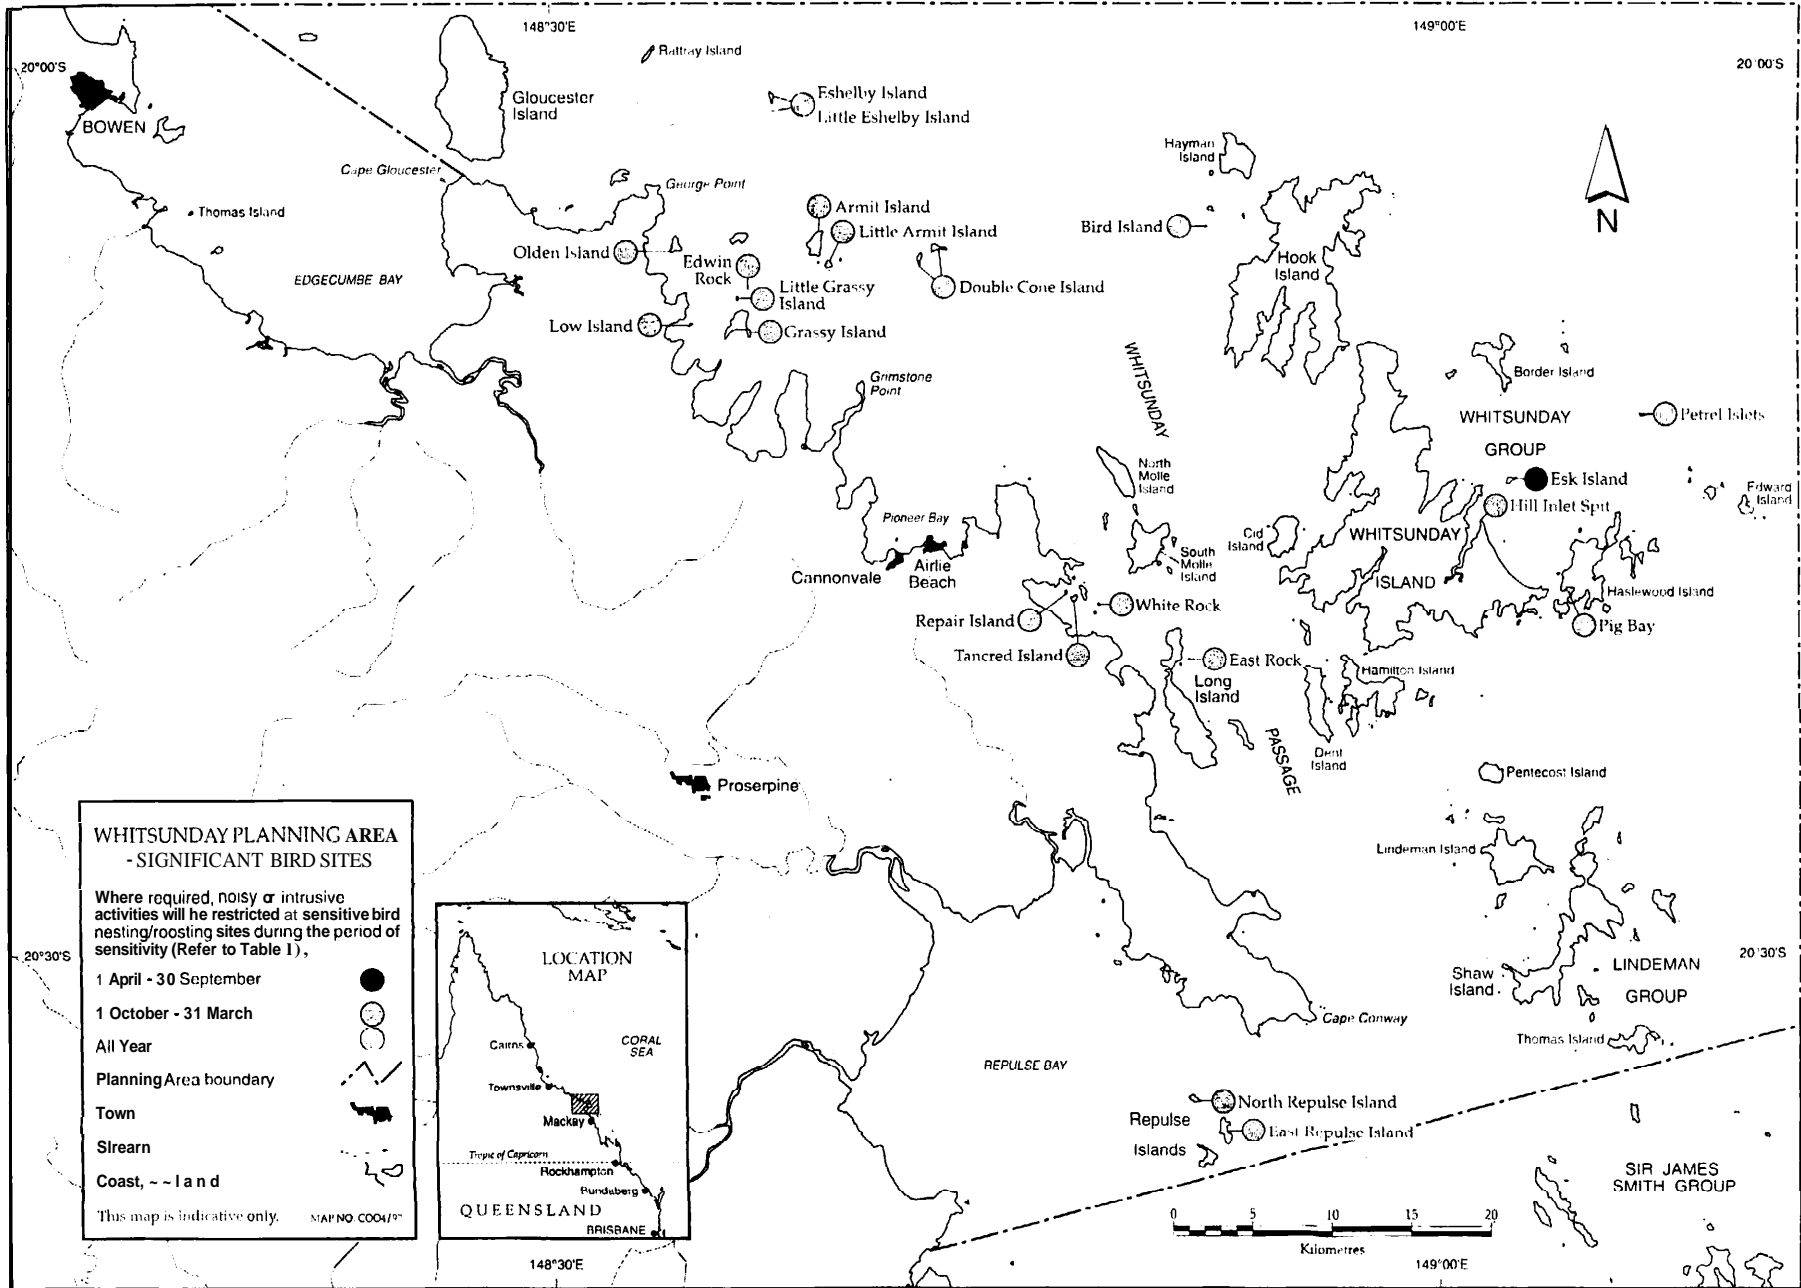 148°30'E
149°00'E
20°00'S
20°00'S
Rattray Island
Gloucester
Island
Eshelby Island
Little Eshelby Island
BOWEN
Hayman
Island
Cape Gloucester
George Point
Thomas Island
Armit Island
Little Armit Island
Bird Island
N
Olden Island
Edwin
Rock
Hook
Island
EDGECUMBE BAY
Little Grassy
Island
Double Cone Island
Low Island
Grassy Island
WHITSUNDAY
Grimstone
Point
Border Island
WHITSUNDAY
GROUP
Petrel Islets
North
Molle
Island
Esk Island
Edward
Island
Hill Inlet Spit
Pioneer Bay
Cid
Island
WHITSUNDAY
ISLAND
South
Molle
Island
Cannonvale
Airlie
Beach
Haslewood Island
White Rock
Repair Island
Pig Bay
Tancred Island
East Rock
Hamilton Island
Long
Island
PASSAGE
Dent
Island
Pentecost Island
Proserpine
Lindeman Island
WHITSUNDAY PLANNING AREA
- SIGNIFICANT BIRD SITES
Where required, noisy or intrusive
activities will he restricted at sensitive bird
nesting/roosting sites during the period of
sensitivity (Refer to Table 1),
1 April - 30 September
1 October - 31 March
All Year
Planning Area boundary
Town
Slrearn
Coast, ~ ~ l a n d
This map is indicative only.
MAP NO. C004/9"
LOCATION
MAP
CORAL
SEA
Cairns
Townsville
Mackay
Tropic of Capricorn
Rockhampton
Bundaberg
QUEENSLAND
BRISBANE
20°30'S
20°30'S
Shaw
Island
LINDEMAN
GROUP
Cape Conway
Thomas Island
REPULSE BAY
North Repulse Island
Repulse
Islands
East Repulse Island
SIR JAMES
SMITH GROUP
0 5 10 15 20
Kilometres
148°30'E
149°00'E